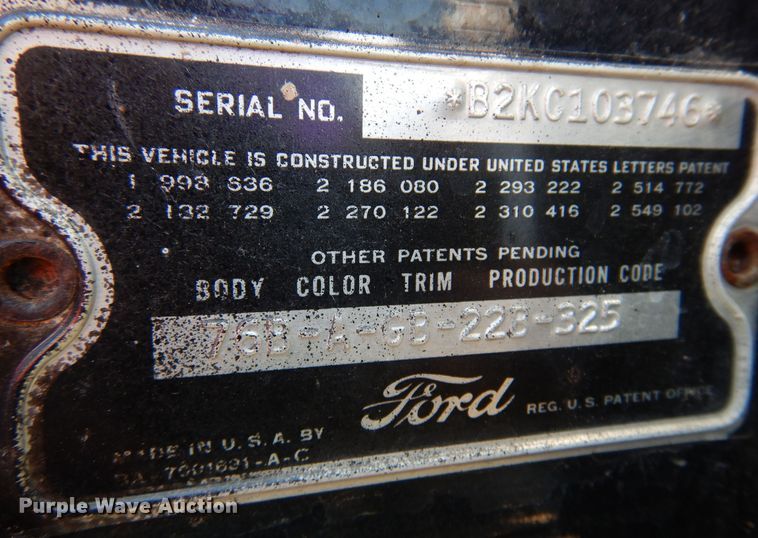 SERIAL NO. *B2KC103746*
THIS VEHICLE IS CONSTRUCTED UNDER UNITED STATES LETTERS PATENT
1 998 636 2 186 080 2 293 222 2 514 772
2 132 729 2 270 122 2 310 416 2 549 102
OTHER PATENTS PENDING
BODY COLOR TRIM PRODUCTION CODE
76B-A-GB-22B-325
Ford REG. U.S. PATENT OFFICE
MADE IN U.S.A. BY
7601631-A-C
Purple Wave Auction